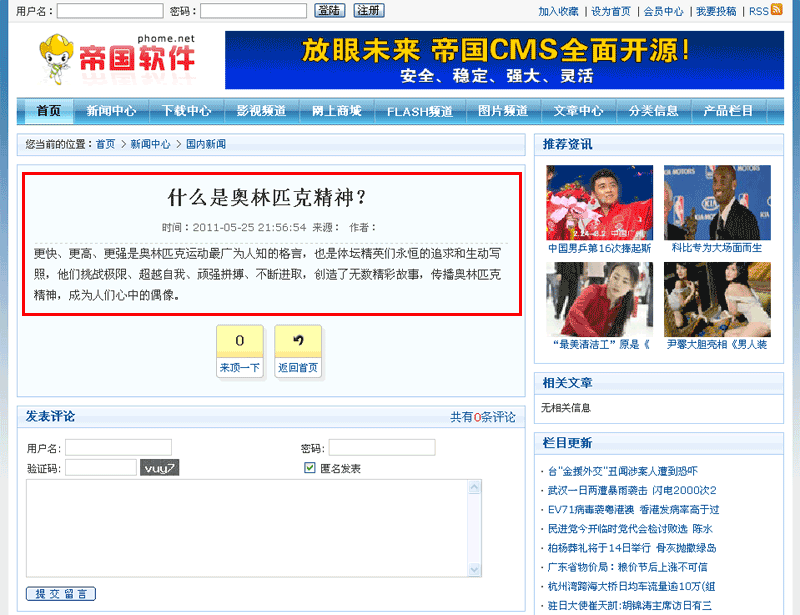 用户名： 密码： 登陆 注册 加入收藏 | 设为首页 | 会员中心 | 我要投稿 | RSS
phome.net
帝国软件
放眼未来 帝国CMS全面开源!
安全、稳定、强大、灵活
首页 新闻中心 下载中心 影视频道 网上商城 FLASH频道 图片频道 文章中心 分类信息 产品栏目
您当前的位置：首页 > 新闻中心 > 国内新闻
什么是奥林匹克精神？
时间：2011-05-25 21:56:54 来源： 作者：
更快、更高、更强是奥林匹克运动最广为人知的格言，也是体坛精英们永恒的追求和生动写
照，他们挑战极限、超越自我、顽强拼搏、不断进取，创造了无数精彩故事，传播奥林匹克
精神，成为人们心中的偶像。
0
来顶一下 返回首页
发表评论 共有0条评论
用户名: 密码:
验证码: vuy7 匿名发表
提 交 留 言
推荐资讯
中国男乒第16次捧起斯 科比专为大场面而生
“最美清洁工”原是《 尹馨大胆亮相《男人装
相关文章
无相关信息
栏目更新
· 台"金援外交"丑闻涉案人遭到恐吓
· 武汉一日两遭暴雨袭击 闪电2000次2
· EV71病毒袭粤港澳 香港发病率高于过
· 民进党今开临时党代会检讨败选 陈水
· 柏杨葬礼将于14日举行 骨灰抛撒绿岛
· 广东省物价局：粮价节后上涨不可信
· 杭州湾跨海大桥日均车流量逾10万(组
· 驻日大使崔天凯:胡锦涛主席访日有三